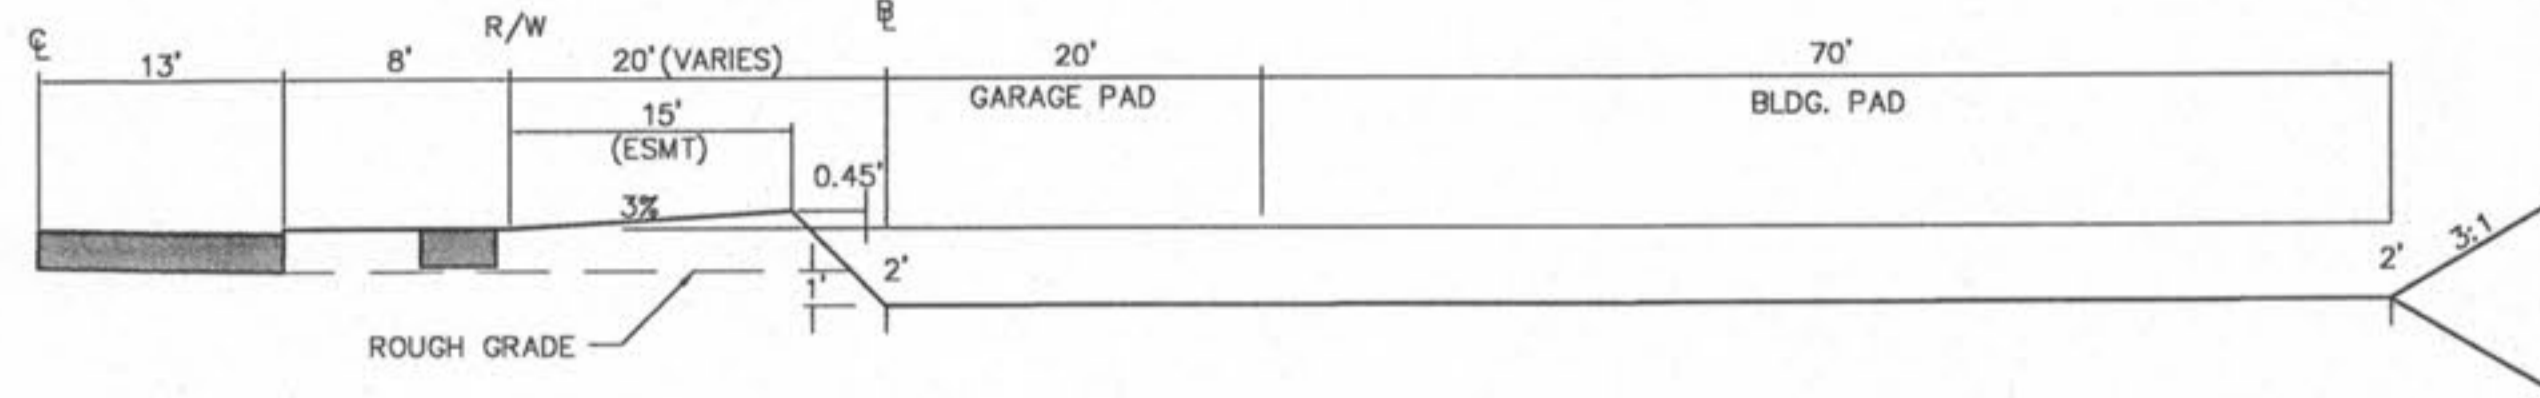 ℄
R/W
℔
13'
8'
20'(VARIES)
20'
70'
GARAGE PAD
BLDG. PAD
15'
(ESMT)
0.45'
3%
3:1
2'
2'
1'
ROUGH GRADE